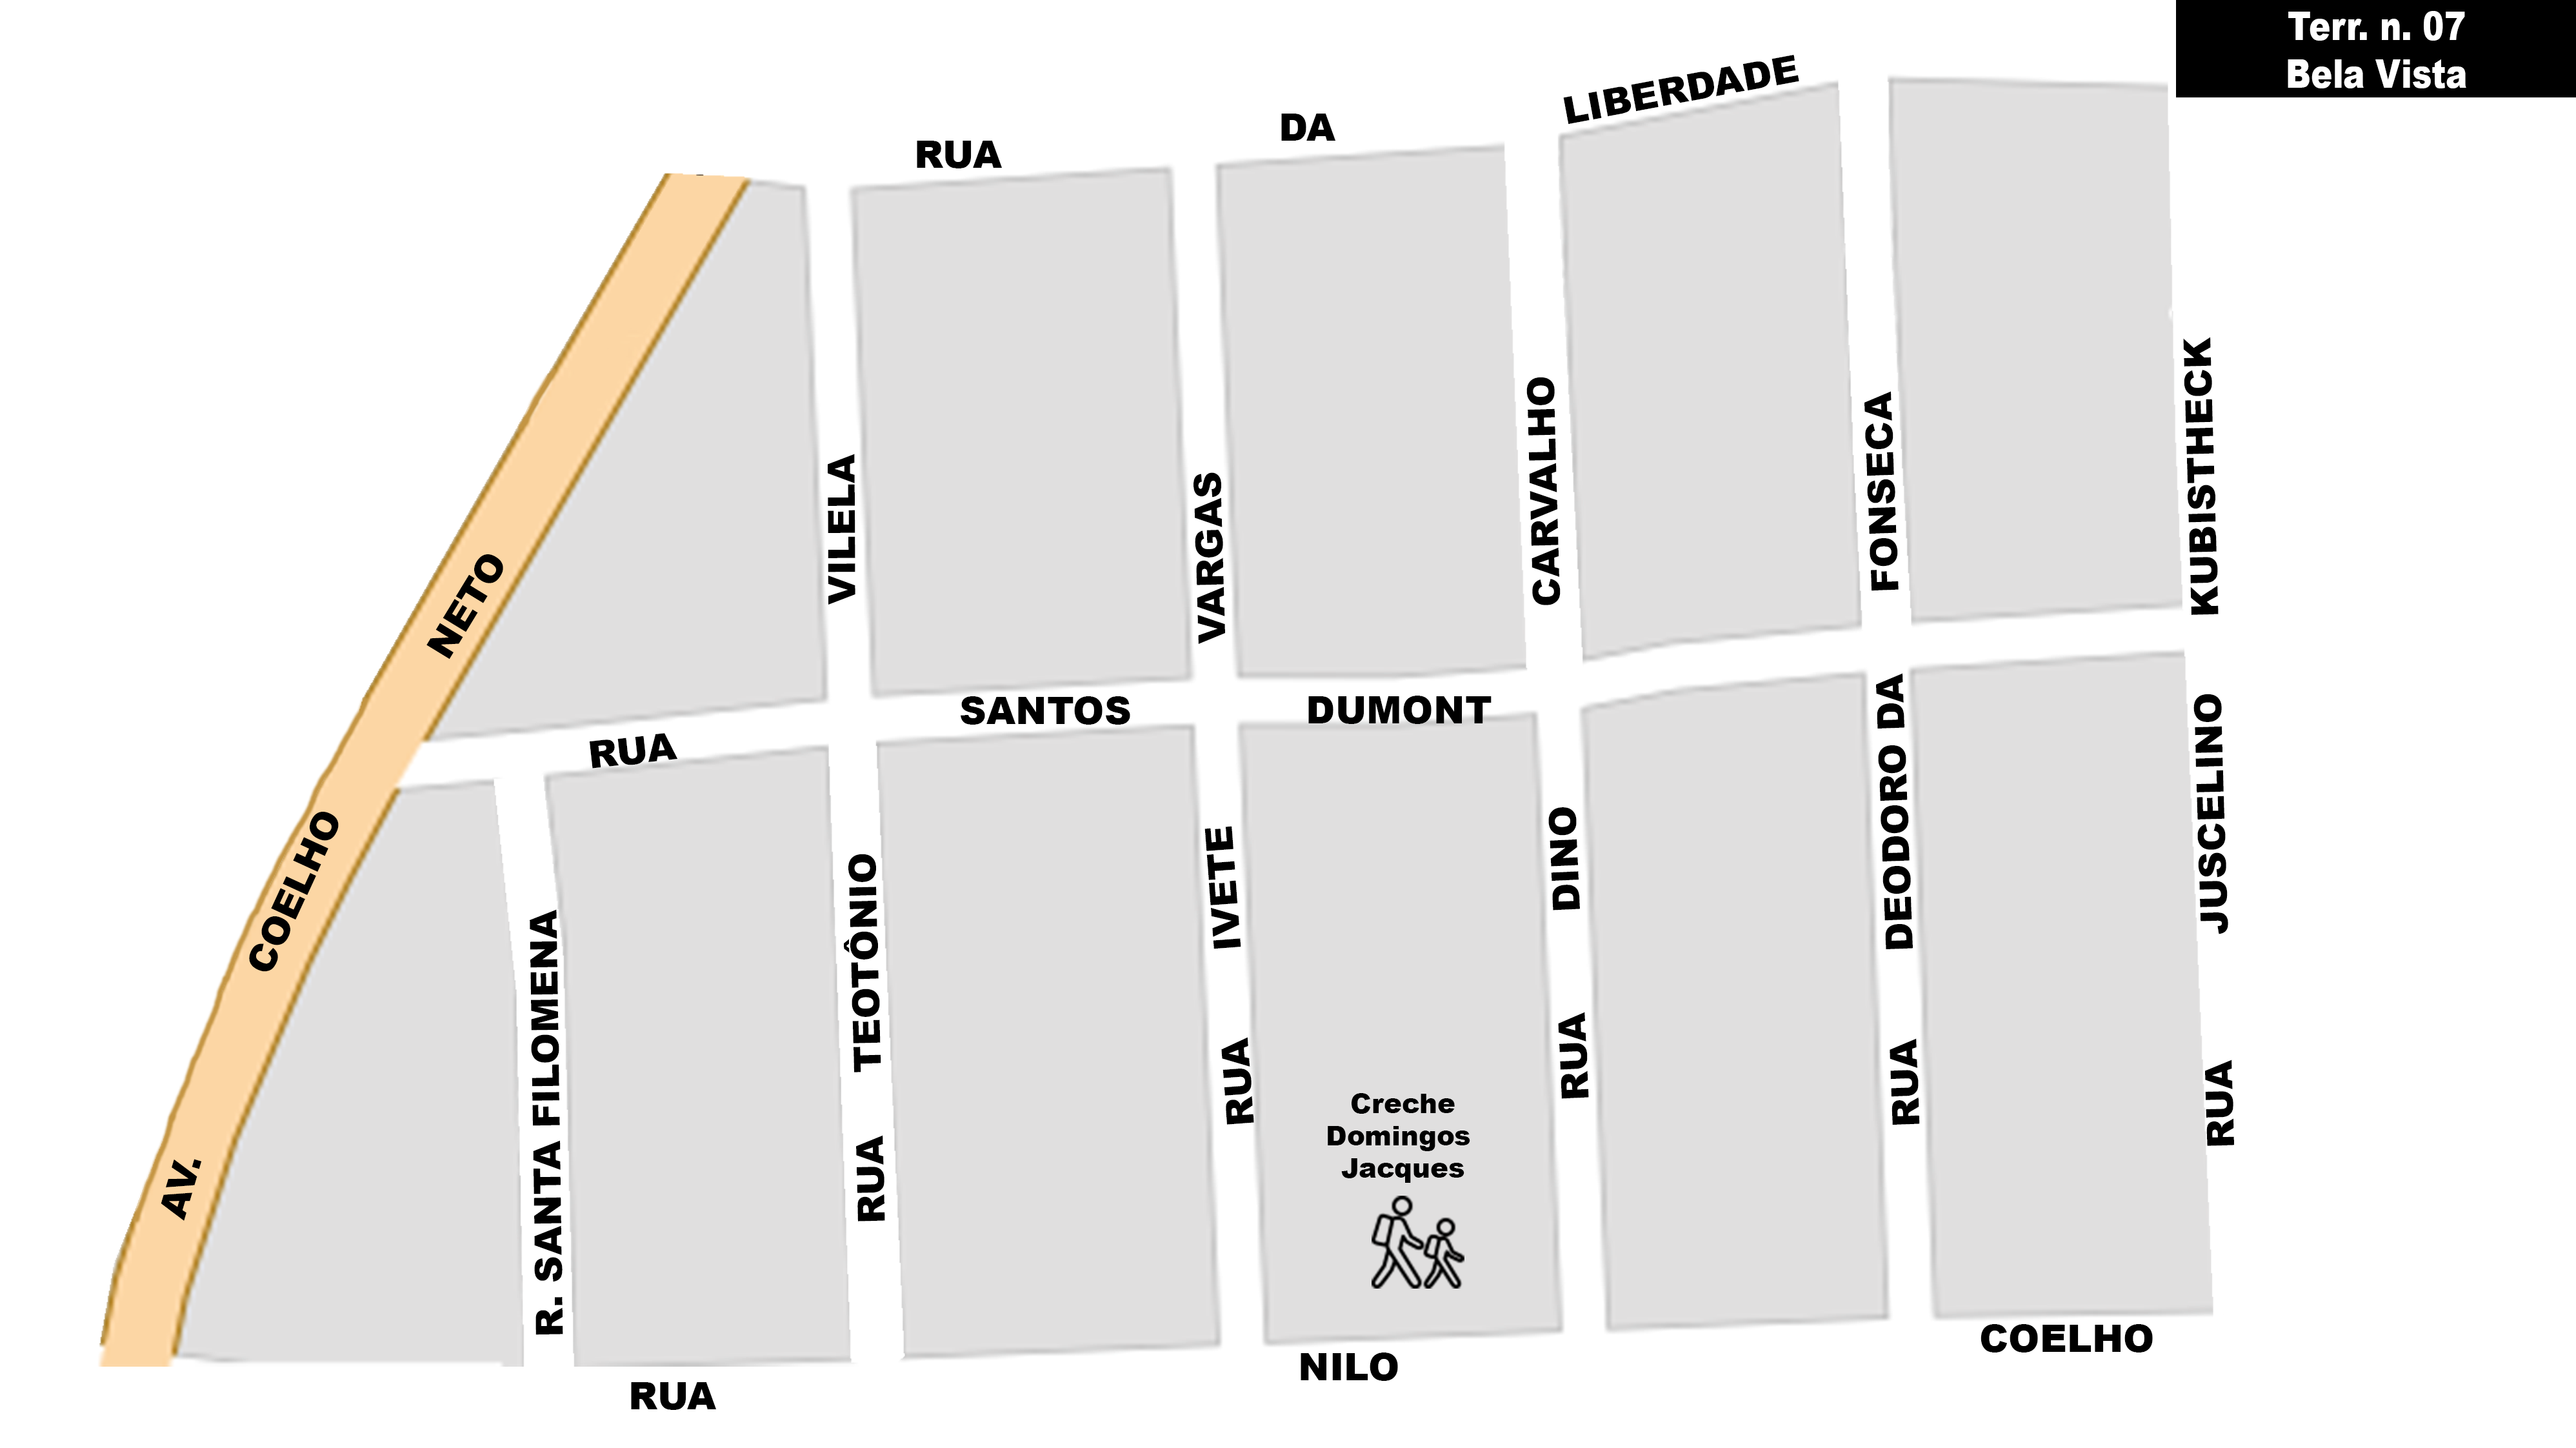 Terr. n. 07
Bela Vista
RUA DA LIBERDADE
AV. COELHO NETO
RUA SANTOS DUMONT
R. SANTA FILOMENA
RUA TEOTÔNIO VILELA
RUA IVETE VARGAS
RUA DINO CARVALHO
RUA DEODORO DA FONSECA
RUA JUSCELINO KUBISTHECK
Creche
Domingos
Jacques
RUA NILO COELHO